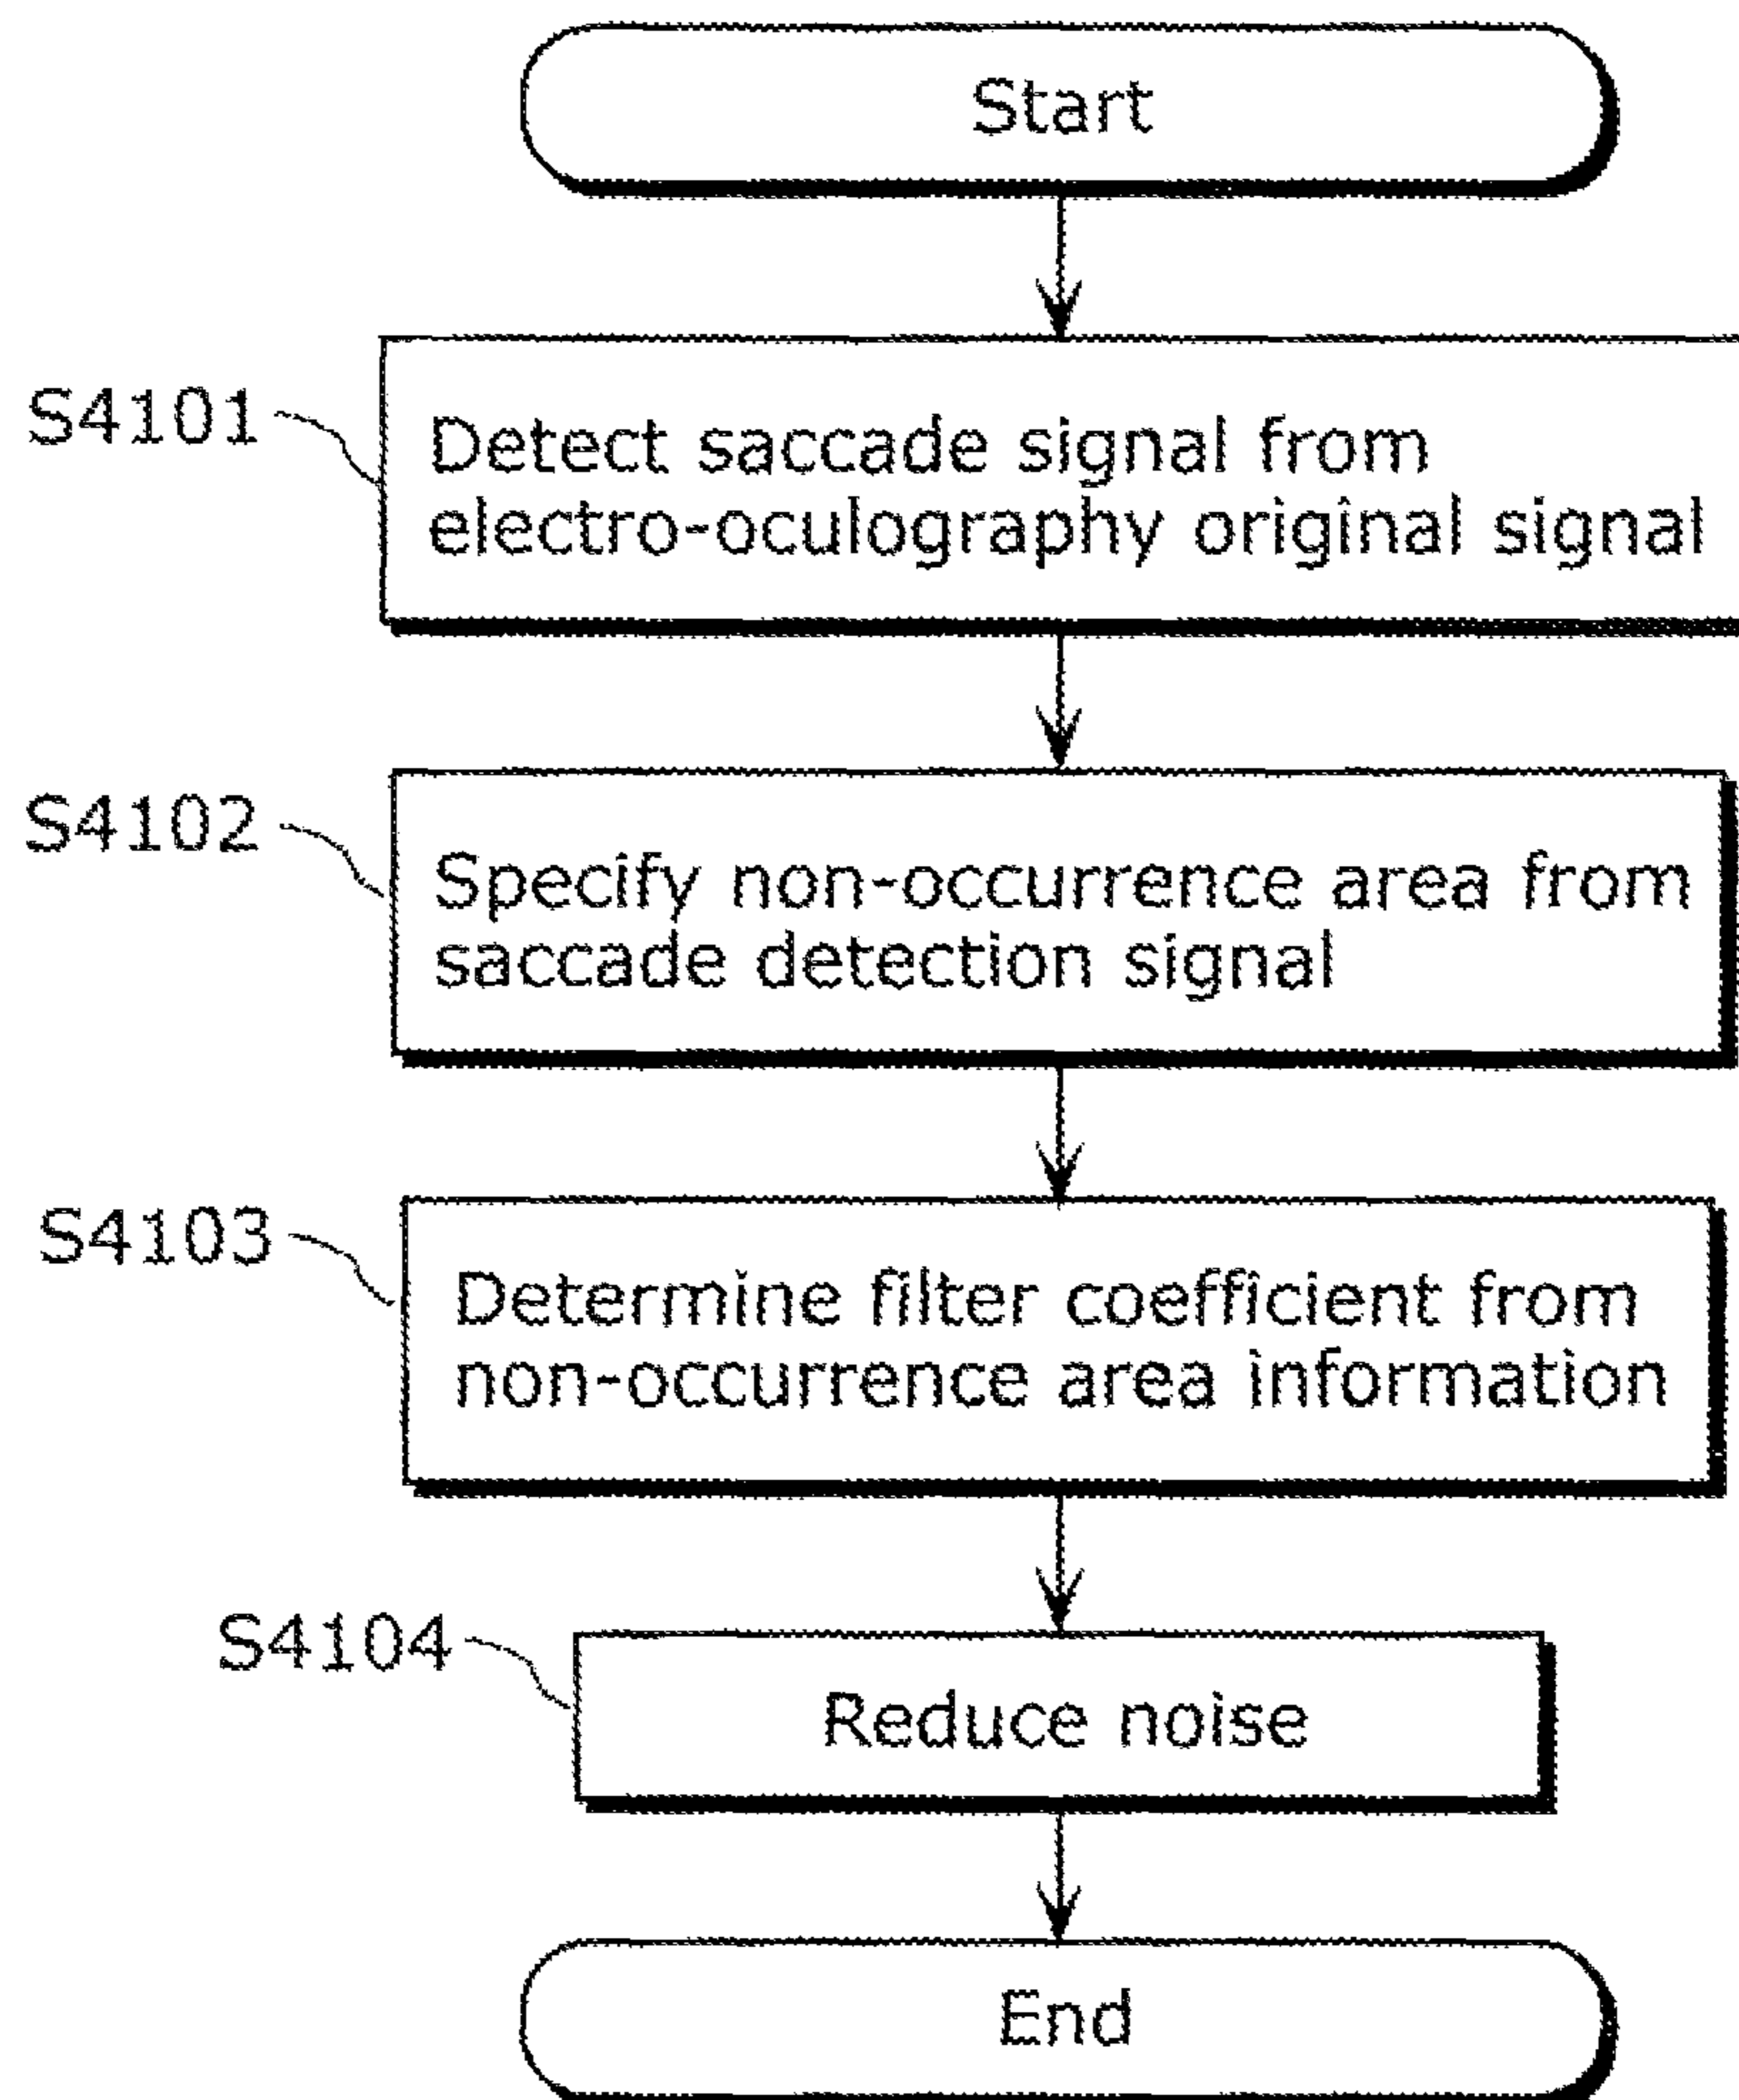 Start
S4101
Detect saccade signal from
electro-oculography original signal
S4102
Specify non-occurrence area from
saccade detection signal
S4103
Determine filter coefficient from
non-occurrence area information
S4104
Reduce noise
End